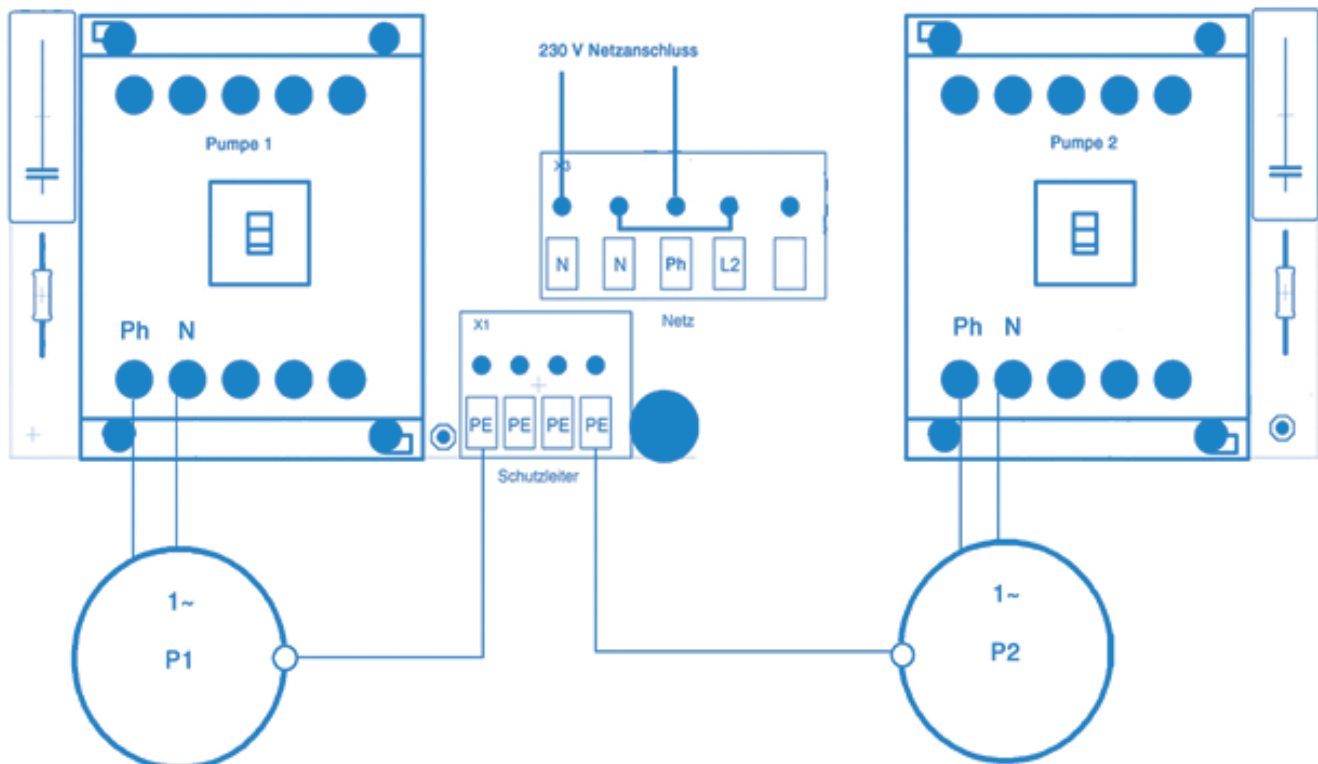 230 V Netzanschluss
Pumpe 1
Pumpe 2
X3
N N Ph L2
Netz
Ph N
Ph N
X1
PE PE PE PE
Schutzleiter
1~
P1
1~
P2